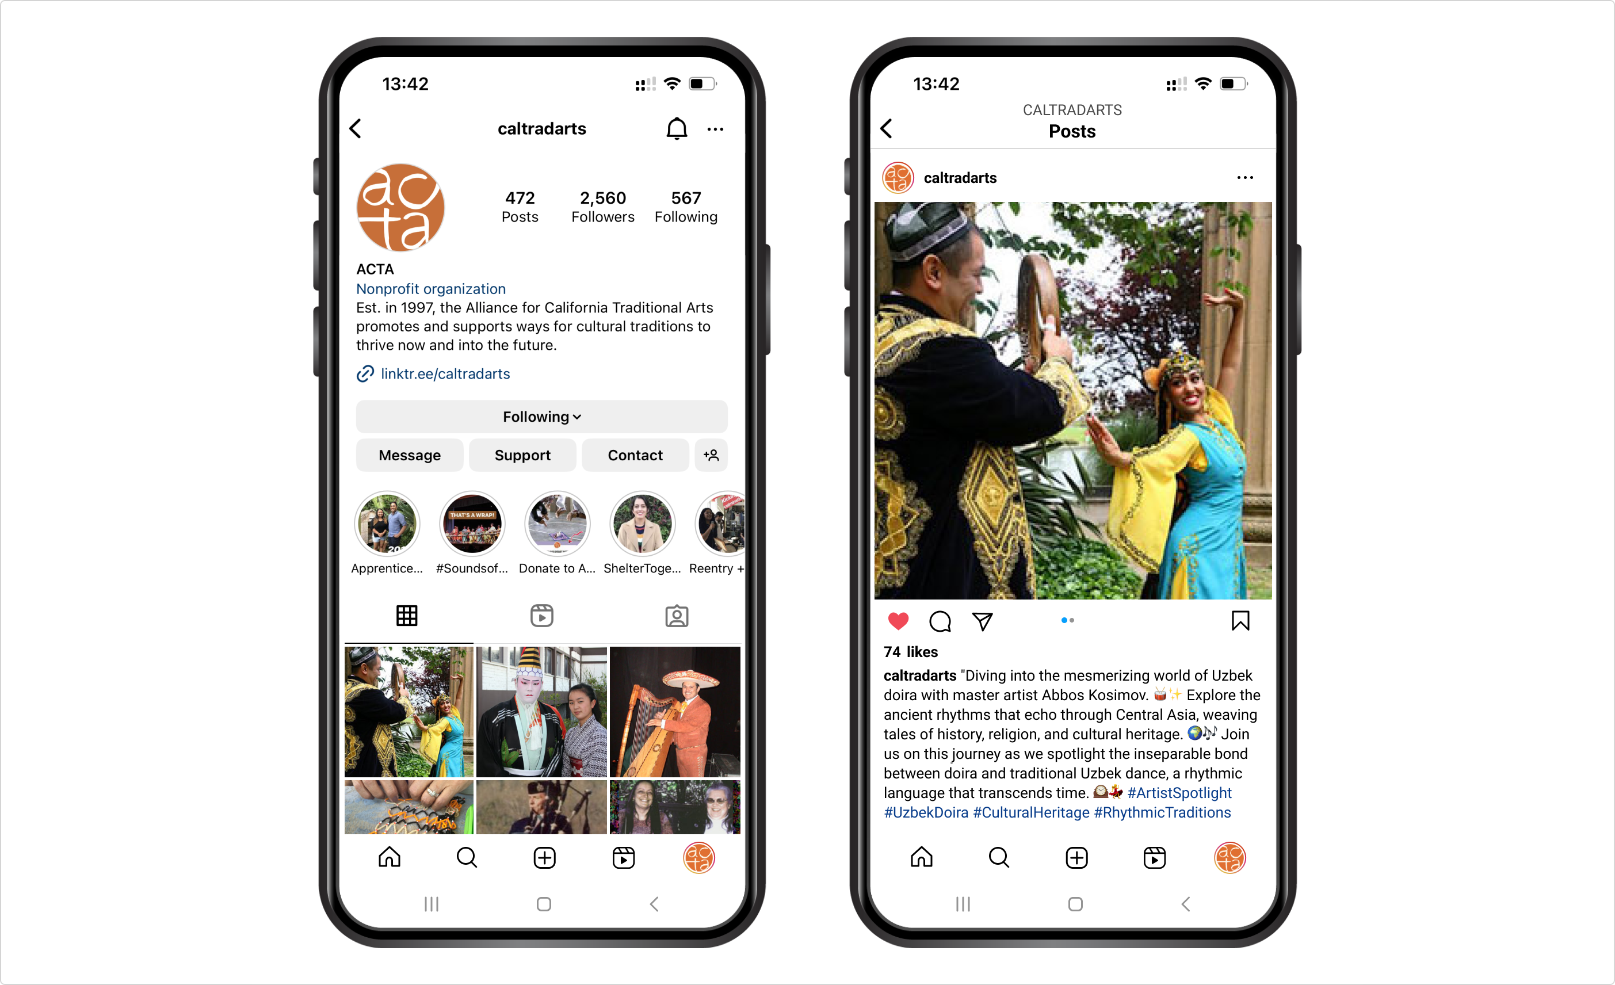 13:42
caltradarts
acta
472
Posts
2,560
Followers
567
Following
ACTA
Nonprofit organization
Est. in 1997, the Alliance for California Traditional Arts
promotes and supports ways for cultural traditions to
thrive now and into the future.
linktr.ee/caltradarts
Following
Message
Support
Contact
THAT'S A WRAP!
20
Apprentice...
#Soundsof...
Donate to A...
ShelterToge...
Reentry +
acta
13:42
CALTRADARTS
Posts
acta
caltradarts
74 likes
caltradarts "Diving into the mesmerizing world of Uzbek
doira with master artist Abbos Kosimov. 🥁✨ Explore the
ancient rhythms that echo through Central Asia, weaving
tales of history, religion, and cultural heritage. 🌍🎶 Join
us on this journey as we spotlight the inseparable bond
between doira and traditional Uzbek dance, a rhythmic
language that transcends time. 🕰️💃 #ArtistSpotlight
#UzbekDoira #CulturalHeritage #RhythmicTraditions
acta